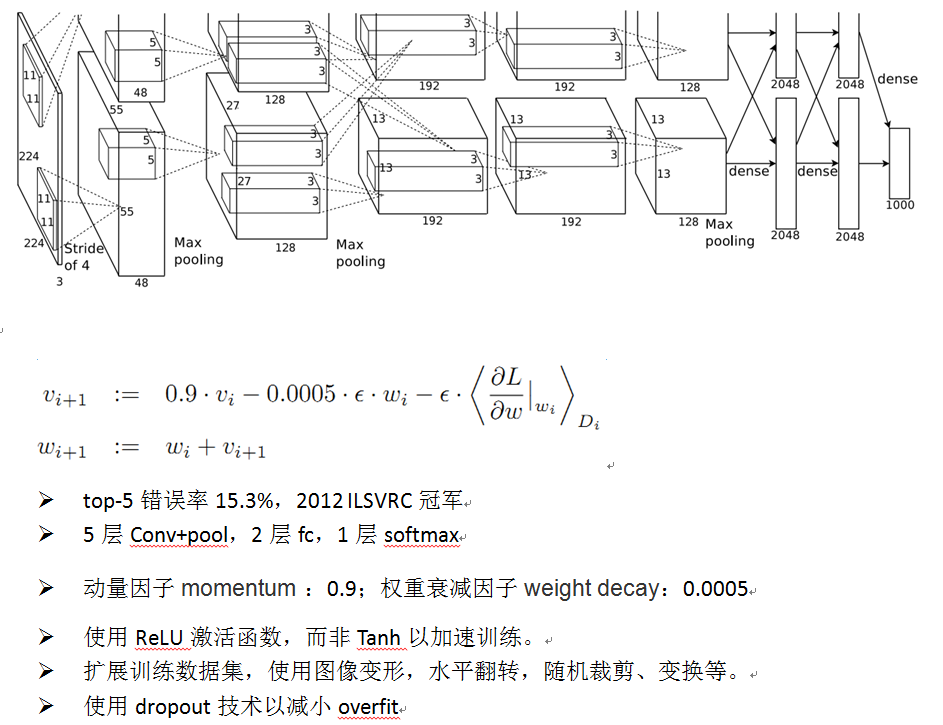 5
5
48
3
3
3
128
3
3
192
3
3
192
128
2048
2048
dense
11
11
224
55
27
13
13
13
5
5
3
3
3
3
3
3
13
27
3
3
13
13
dense
dense
1000
11
11
224
55
192
192
128
Max
pooling
2048
2048
Stride
of 4
3
48
Max
pooling
128
Max
pooling
v_{i+1} := 0.9 · v_i − 0.0005 · ϵ · w_i − ϵ · ⟨∂L/∂w |_{w_i}⟩_{D_i}
w_{i+1} := w_i + v_{i+1}
➢ top-5 错误率 15.3%，2012 ILSVRC 冠军
➢ 5 层 Conv+pool，2 层 fc，1 层 softmax
➢ 动量因子 momentum ：0.9；权重衰减因子 weight decay：0.0005
➢ 使用 ReLU 激活函数，而非 Tanh 以加速训练。
➢ 扩展训练数据集，使用图像变形，水平翻转，随机裁剪、变换等。
➢ 使用 dropout 技术以减小 overfit